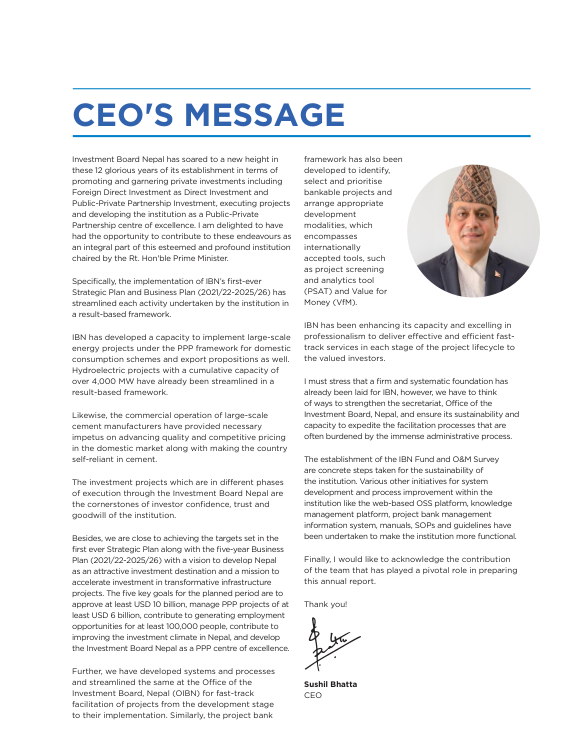 CEO'S MESSAGE
Investment Board Nepal has soared to a new height in
these 12 glorious years of its establishment in terms of
promoting and garnering private investments including
Foreign Direct Investment as Direct Investment and
Public-Private Partnership Investment, executing projects
and developing the institution as a Public-Private
Partnership centre of excellence. I am delighted to have
had the opportunity to contribute to these endeavours as
an integral part of this esteemed and profound institution
chaired by the Rt. Hon'ble Prime Minister.
Specifically, the implementation of IBN's first-ever
Strategic Plan and Business Plan (2021/22-2025/26) has
streamlined each activity undertaken by the institution in
a result-based framework.
IBN has developed a capacity to implement large-scale
energy projects under the PPP framework for domestic
consumption schemes and export propositions as well.
Hydroelectric projects with a cumulative capacity of
over 4,000 MW have already been streamlined in a
result-based framework.
Likewise, the commercial operation of large-scale
cement manufacturers have provided necessary
impetus on advancing quality and competitive pricing
in the domestic market along with making the country
self-reliant in cement.
The investment projects which are in different phases
of execution through the Investment Board Nepal are
the cornerstones of investor confidence, trust and
goodwill of the institution.
Besides, we are close to achieving the targets set in the
first ever Strategic Plan along with the five-year Business
Plan (2021/22-2025/26) with a vision to develop Nepal
as an attractive investment destination and a mission to
accelerate investment in transformative infrastructure
projects. The five key goals for the planned period are to
approve at least USD 10 billion, manage PPP projects of at
least USD 6 billion, contribute to generating employment
opportunities for at least 100,000 people, contribute to
improving the investment climate in Nepal, and develop
the Investment Board Nepal as a PPP centre of excellence.
Further, we have developed systems and processes
and streamlined the same at the Office of the
Investment Board, Nepal (OIBN) for fast-track
facilitation of projects from the development stage
to their implementation. Similarly, the project bank
framework has also been
developed to identify,
select and prioritise
bankable projects and
arrange appropriate
development
modalities, which
encompasses
internationally
accepted tools, such
as project screening
and analytics tool
(PSAT) and Value for
Money (VfM).
IBN has been enhancing its capacity and excelling in
professionalism to deliver effective and efficient fast-
track services in each stage of the project lifecycle to
the valued investors.
I must stress that a firm and systematic foundation has
already been laid for IBN, however, we have to think
of ways to strengthen the secretariat, Office of the
Investment Board, Nepal, and ensure its sustainability and
capacity to expedite the facilitation processes that are
often burdened by the immense administrative process.
The establishment of the IBN Fund and O&M Survey
are concrete steps taken for the sustainability of
the institution. Various other initiatives for system
development and process improvement within the
institution like the web-based OSS platform, knowledge
management platform, project bank management
information system, manuals, SOPs and guidelines have
been undertaken to make the institution more functional.
Finally, I would like to acknowledge the contribution
of the team that has played a pivotal role in preparing
this annual report.
Thank you!
Sushil Bhatta
CEO